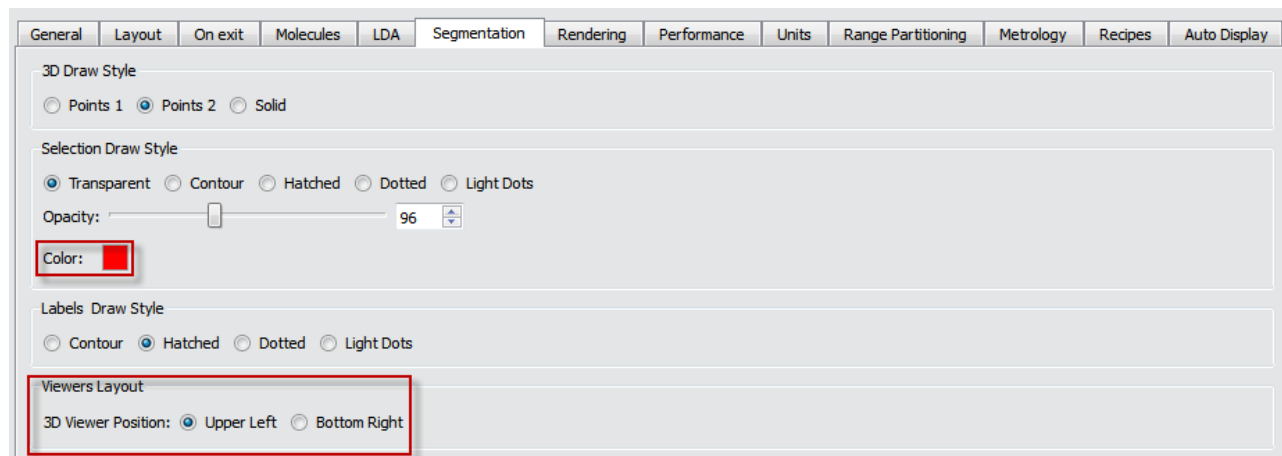 General Layout On exit Molecules LDA Segmentation Rendering Performance Units Range Partitioning Metrology Recipes Auto Display
3D Draw Style
Points 1 Points 2 Solid
Selection Draw Style
Transparent Contour Hatched Dotted Light Dots
Opacity: 96
Color:
Labels Draw Style
Contour Hatched Dotted Light Dots
Viewers Layout
3D Viewer Position: Upper Left Bottom Right